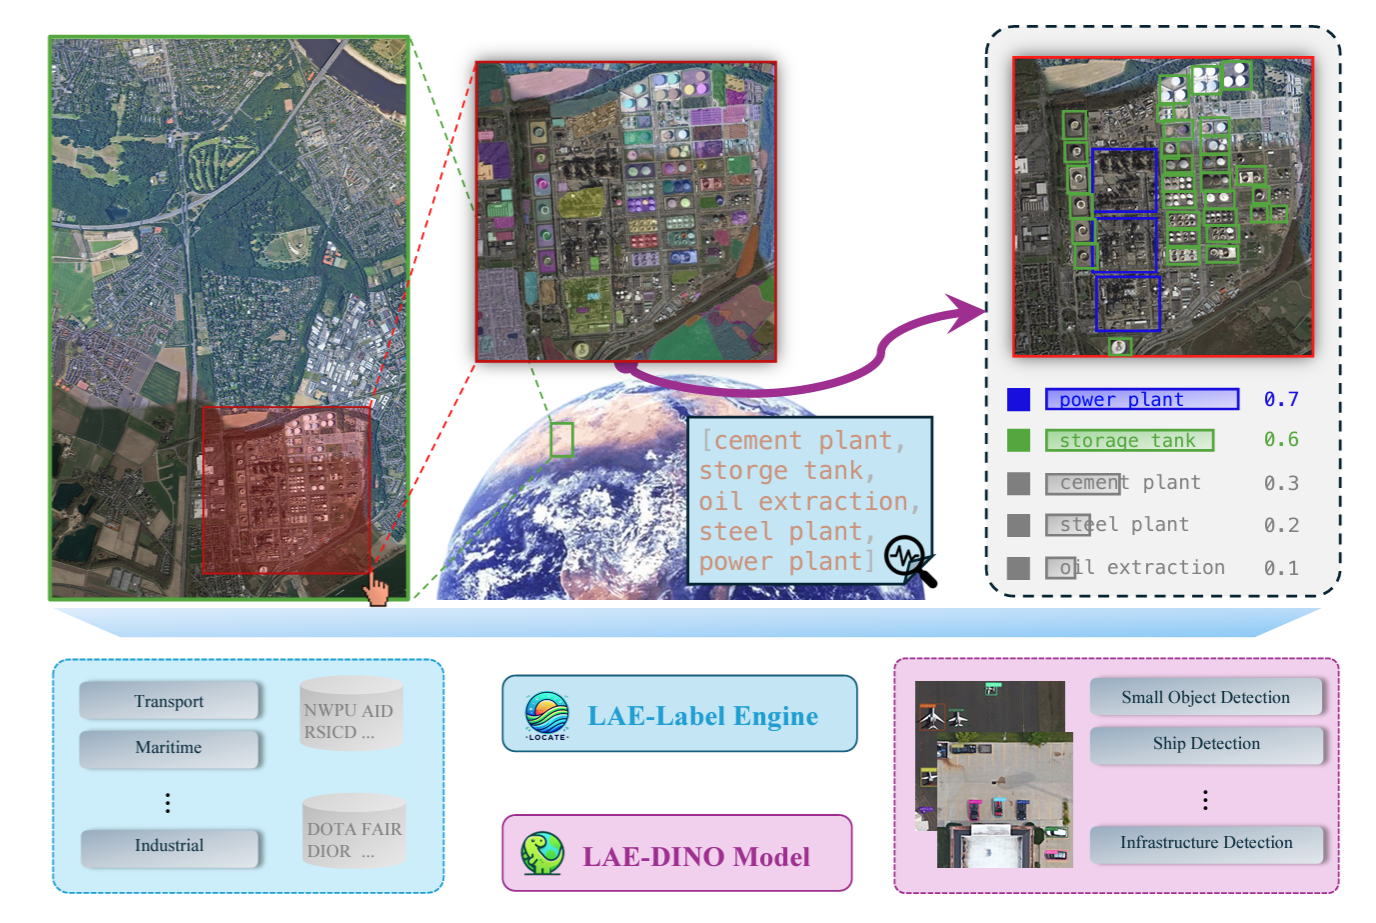 [cement plant,
storge tank,
oil extraction,
steel plant,
power plant]
power plant 0.7
storage tank 0.6
cement plant 0.3
steel plant 0.2
oil extraction 0.1
Transport
Maritime
⋮
Industrial
NWPU AID
RSICD ...
DOTA FAIR
DIOR ...
LAE-Label Engine
-LOCATE-
LAE-DINO Model
Small Object Detection
Ship Detection
⋮
Infrastructure Detection